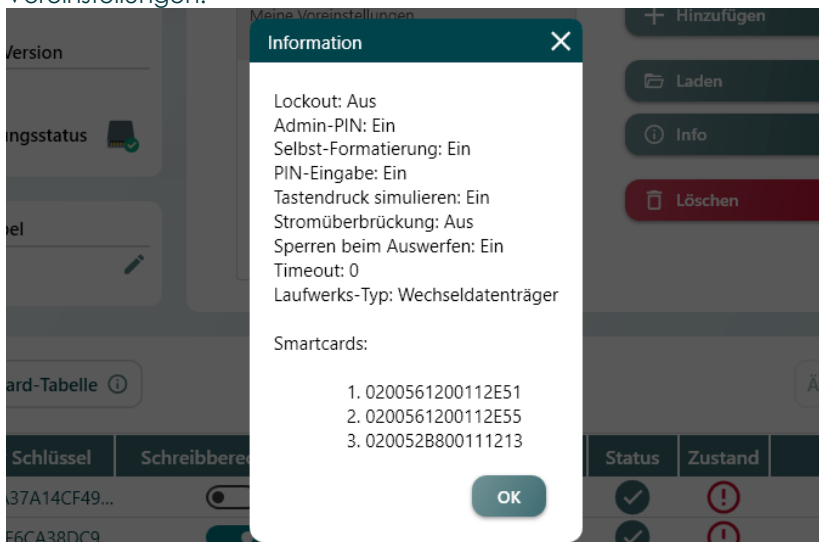 Voreinstellungen.
Meine Voreinstellungen
Hinzufügen
Information
Version
Laden
Lockout: Aus
Admin-PIN: Ein
ungsstatus
Info
Selbst-Formatierung: Ein
PIN-Eingabe: Ein
Tastendruck simulieren: Ein
Löschen
Stromüberbrückung: Aus
Sperren beim Auswerfen: Ein
Timeout: 0
Laufwerks-Typ: Wechseldatenträger
Smartcards:
ard-Tabelle
1. 0200561200112E51
2. 0200561200112E55
3. 020052B800111213
Schlüssel Schreibbere Status Zustand
37A14CF49... OK